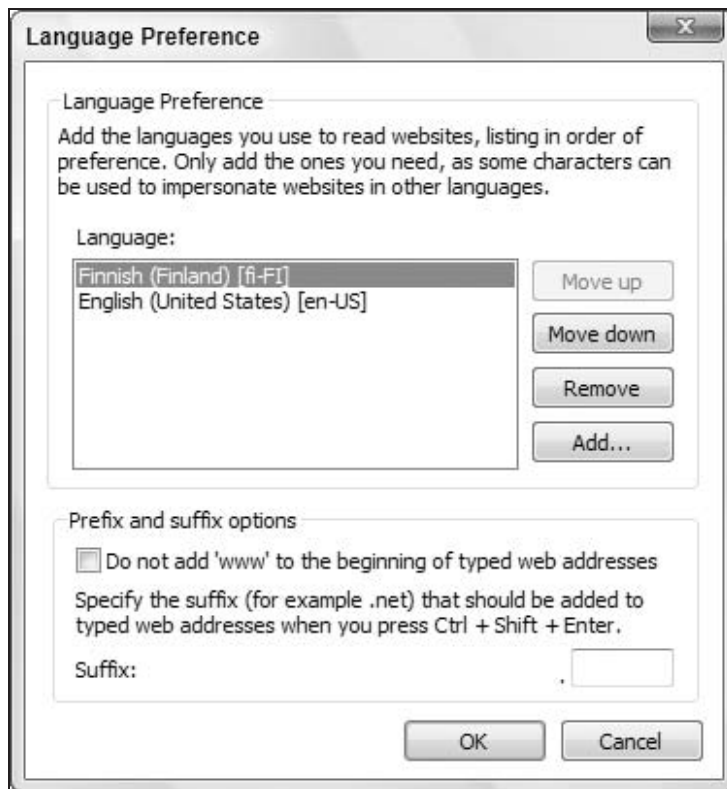 Language Preference
Language Preference
Add the languages you use to read websites, listing in order of
preference. Only add the ones you need, as some characters can
be used to impersonate websites in other languages.
Language:
Finnish (Finland) [fi-FI]
English (United States) [en-US]
Move up
Move down
Remove
Add...
Prefix and suffix options
Do not add 'www' to the beginning of typed web addresses
Specify the suffix (for example .net) that should be added to
typed web addresses when you press Ctrl + Shift + Enter.
Suffix: .
OK
Cancel